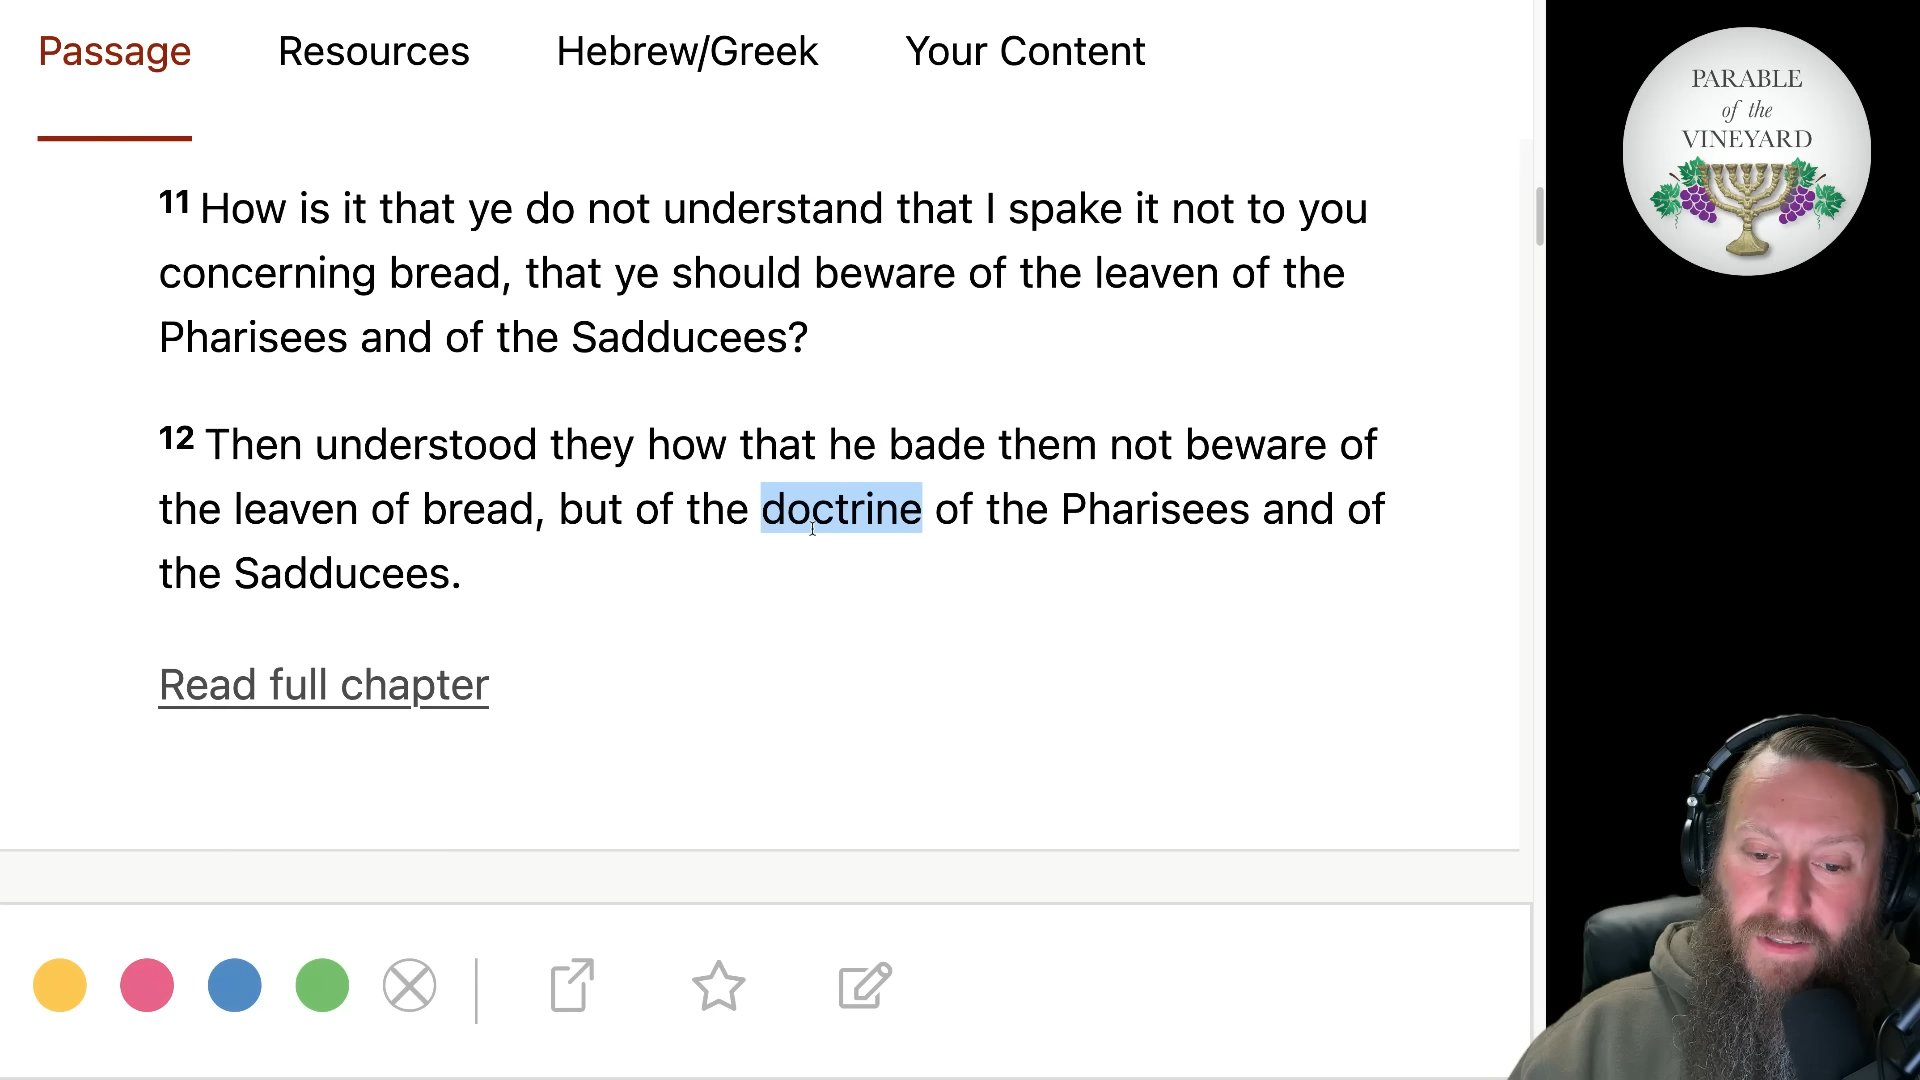 Passage Resources Hebrew/Greek Your Content
PARABLE
of the
VINEYARD
11 How is it that ye do not understand that I spake it not to you
concerning bread, that ye should beware of the leaven of the
Pharisees and of the Sadducees?
12 Then understood they how that he bade them not beware of
the leaven of bread, but of the doctrine of the Pharisees and of
the Sadducees.
Read full chapter